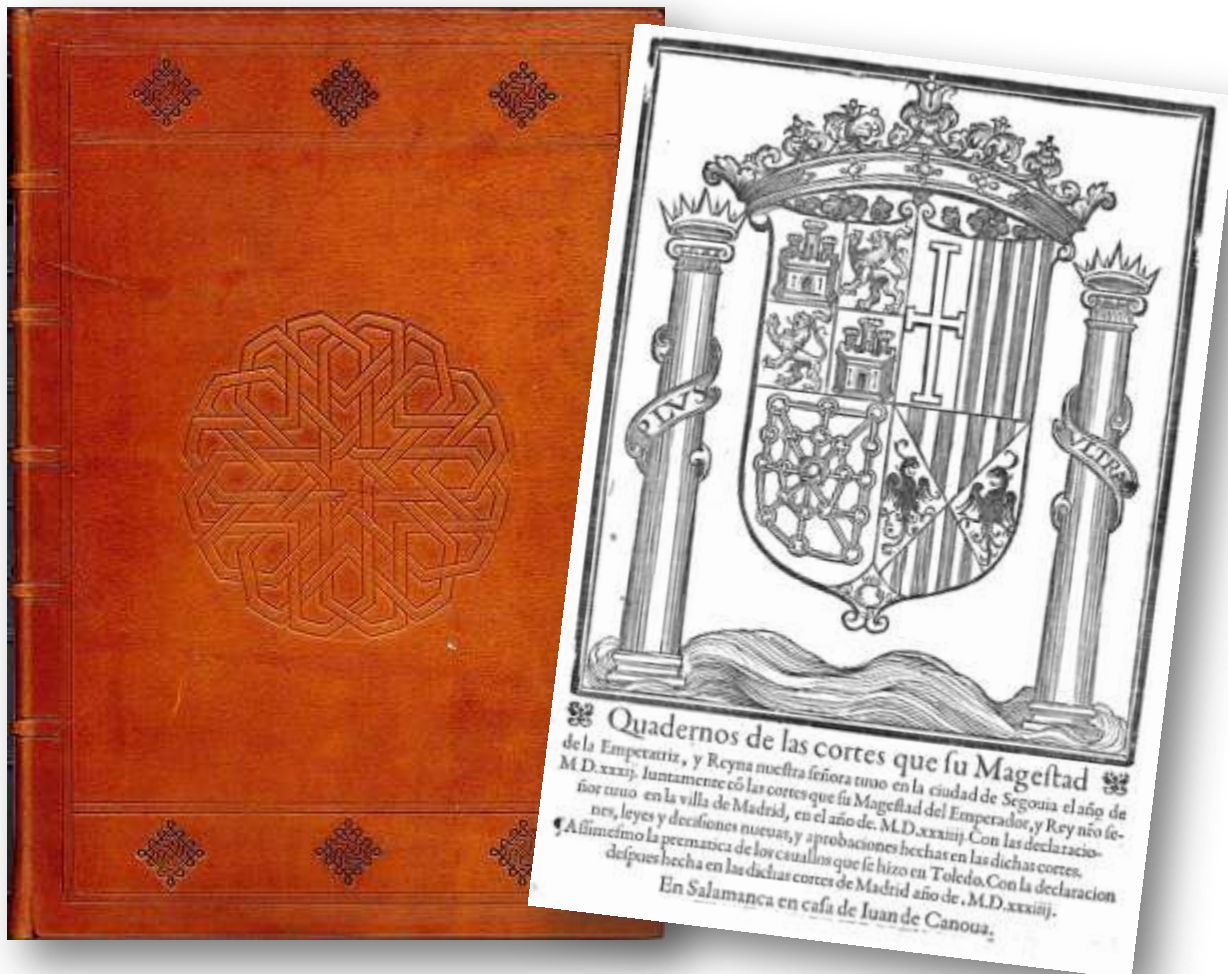 PLVS
VLTRA
Quadernos de las cortes que ſu Mageſtad
de la Emperatriz, y Reyna nueſtra ſeñora tuuo en la ciudad de Segouia el año de
M D.xxxij. Iuntamente cõ las cortes que ſu Mageſtad del Emperador, y Rey nr̃o ſe-
ñor tuuo en la villa de Madrid, en el año de. M.D.xxxiiij. Con las declaracio-
nes, leyes y deciſiones nueuas, y aprobaciones hechas en las dichas cortes.
¶Aſsimeſmo la prematica de los cauallos que ſe hizo en Toledo. Con la declaracion
deſpues hecha en las dichas cortes de Madrid año de . M.D.xxxiiij.
En Salamanca en caſa de Iuan de Canoua.